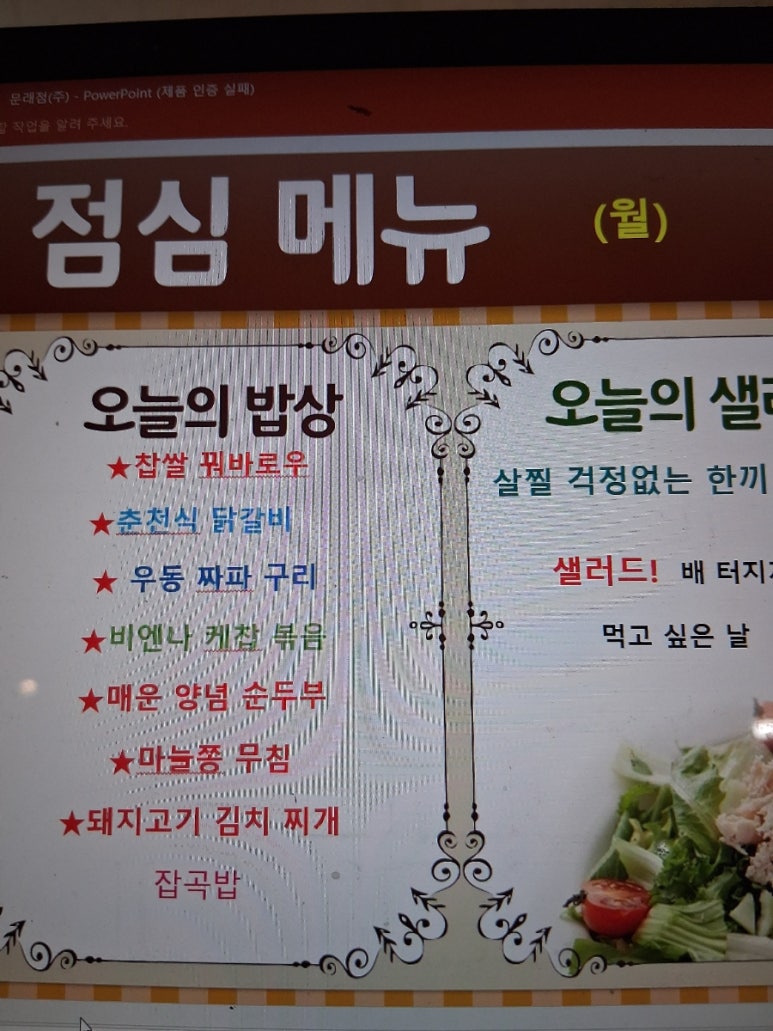 문래점(주) - PowerPoint (제품 인증 실패)
작업을 알려 주세요.
점심 메뉴 (월)
오늘의 밥상
★찹쌀 꿔바로우
★춘천식 닭갈비
★ 우동 짜파 구리
★비엔나 케찹 볶음
★매운 양념 순두부
★마늘쫑 무침
★돼지고기 김치 찌개
잡곡밥
오늘의
살찔 걱정없는 한끼
샐러드! 배 터지
먹고 싶은 날